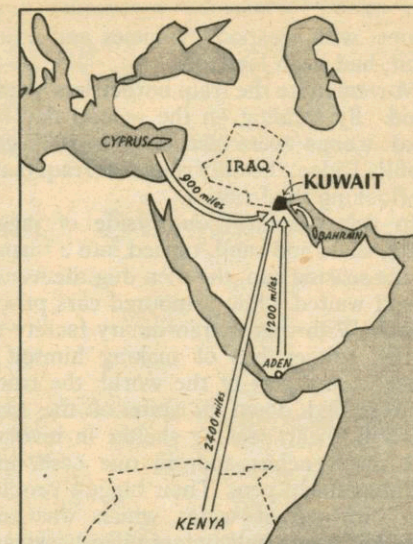 CYPRUS
IRAQ
KUWAIT
900 miles
BAHRAIN
1200 miles
ADEN
2400 miles
KENYA